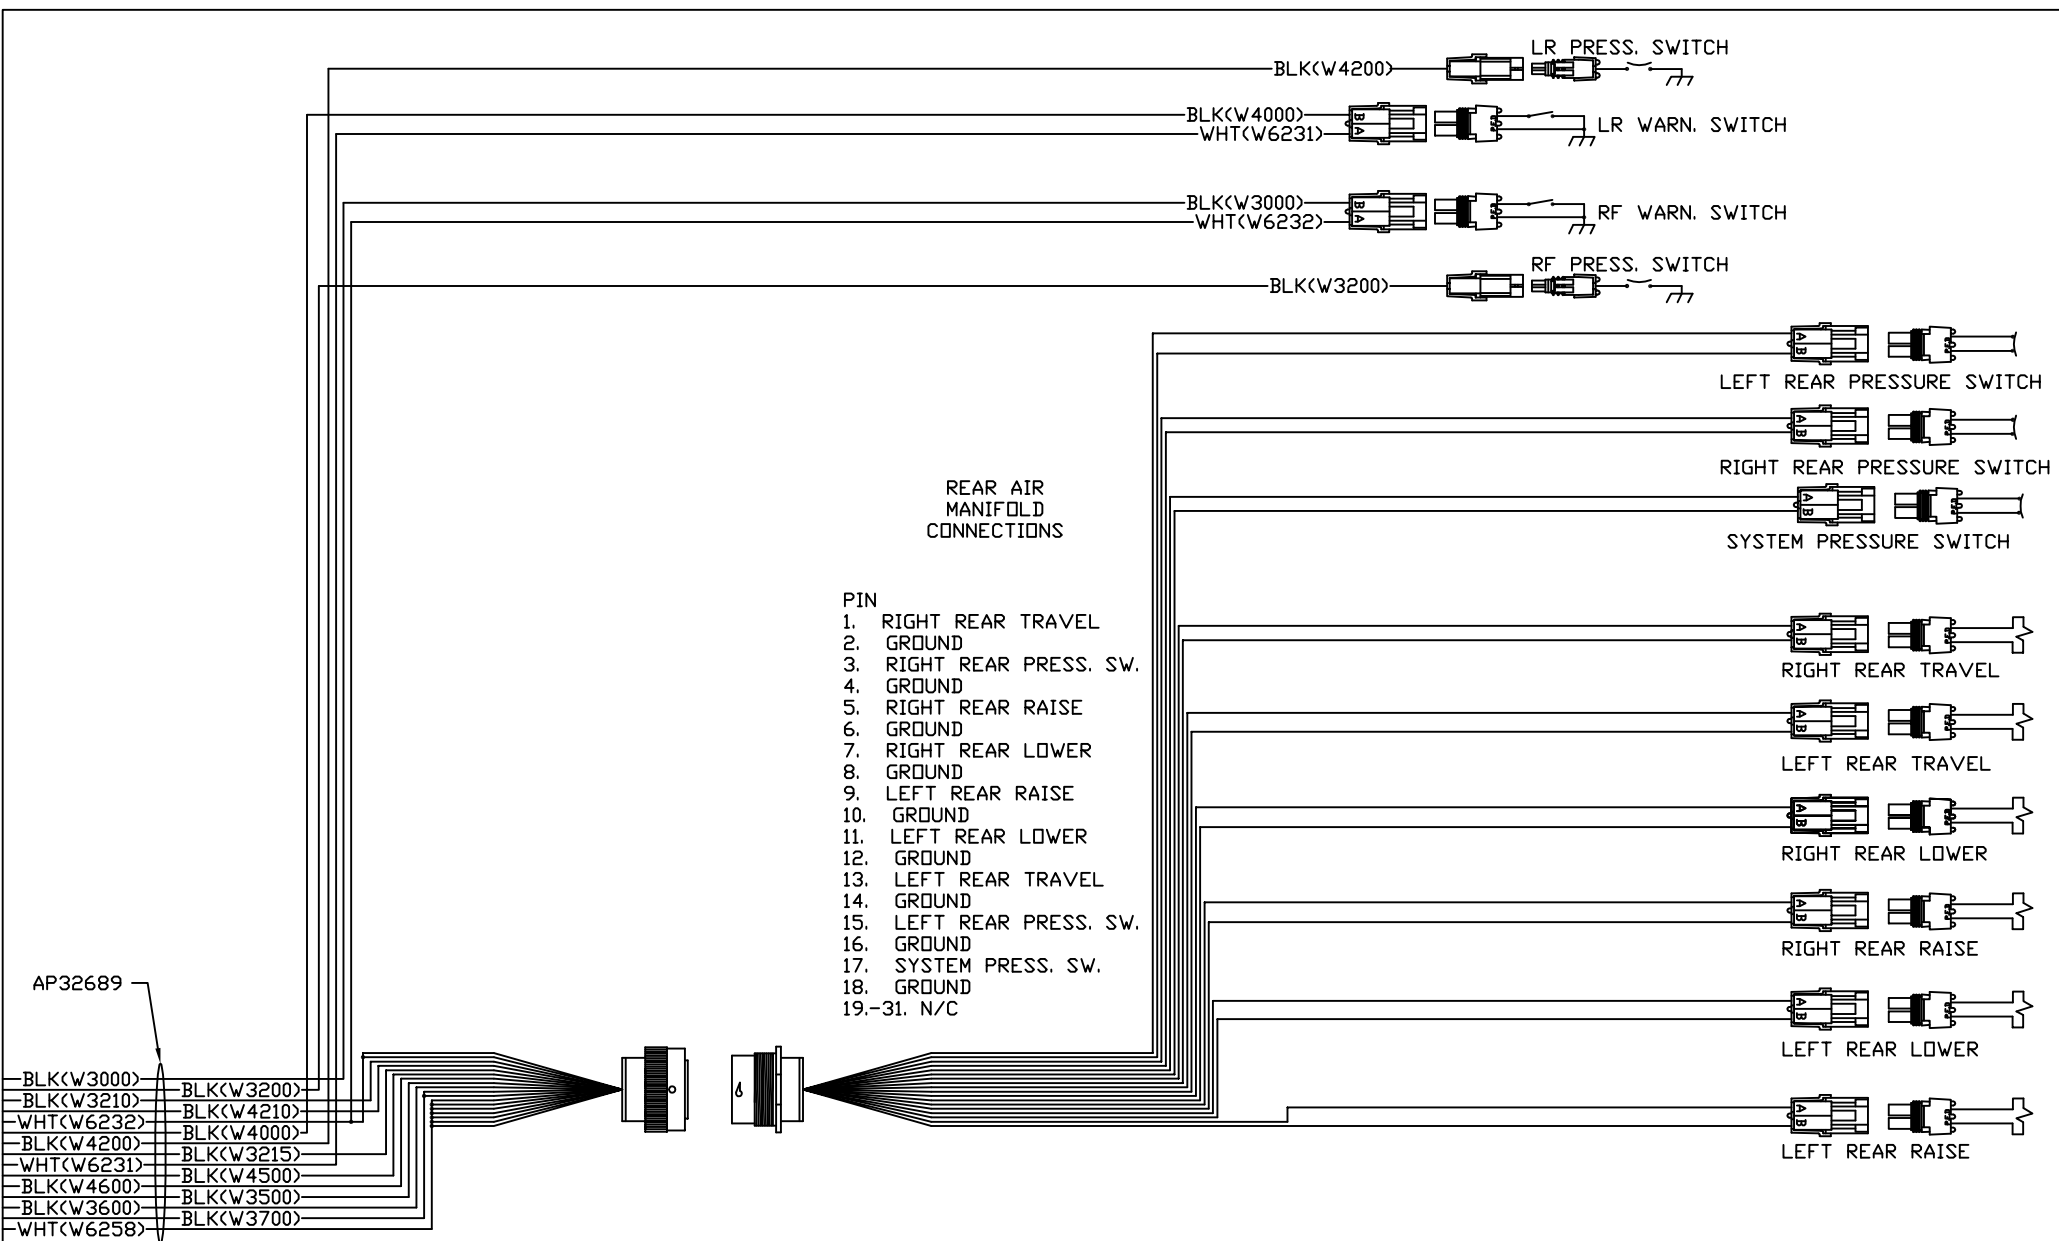 LR PRESS. SWITCH
BLK(W4200)
BLK(W4000)
B
A
WHT(W6231)
LR WARN. SWITCH
BLK(W3000)
B
A
WHT(W6232)
RF WARN. SWITCH
RF PRESS. SWITCH
BLK(W3200)
A
B
LEFT REAR PRESSURE SWITCH
A
B
RIGHT REAR PRESSURE SWITCH
A
B
SYSTEM PRESSURE SWITCH
REAR AIR
MANIFOLD
CONNECTIONS
PIN
1. RIGHT REAR TRAVEL
2. GROUND
3. RIGHT REAR PRESS. SW.
4. GROUND
5. RIGHT REAR RAISE
6. GROUND
7. RIGHT REAR LOWER
8. GROUND
9. LEFT REAR RAISE
10. GROUND
11. LEFT REAR LOWER
12. GROUND
13. LEFT REAR TRAVEL
14. GROUND
15. LEFT REAR PRESS. SW.
16. GROUND
17. SYSTEM PRESS. SW.
18. GROUND
19.-31. N/C
A
B
RIGHT REAR TRAVEL
A
B
LEFT REAR TRAVEL
A
B
RIGHT REAR LOWER
A
B
RIGHT REAR RAISE
A
B
LEFT REAR LOWER
A
B
LEFT REAR RAISE
AP32689
BLK(W3000)
BLK(W3200)
BLK(W3210)
BLK(W4210)
WHT(W6232)
BLK(W4000)
BLK(W4200)
BLK(W3215)
WHT(W6231)
BLK(W4500)
BLK(W4600)
BLK(W3500)
BLK(W3600)
BLK(W3700)
WHT(W6258)